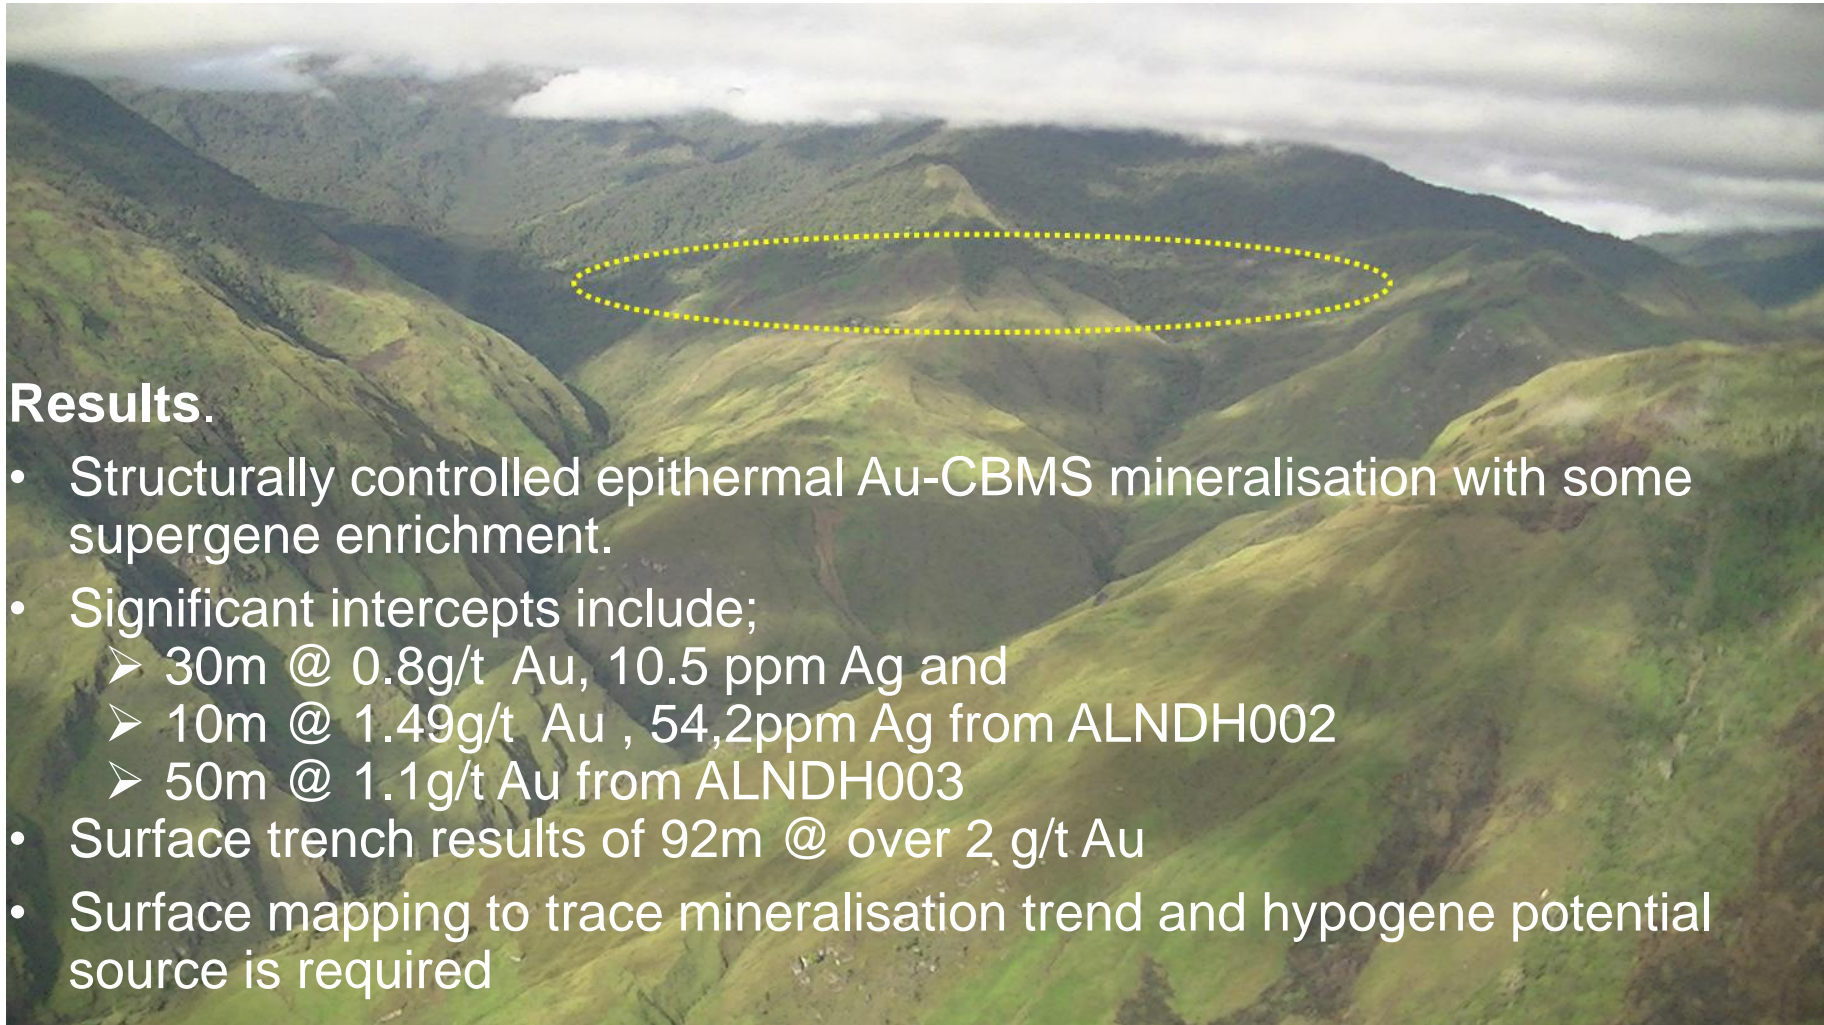 Results.
• Structurally controlled epithermal Au-CBMS mineralisation with some
supergene enrichment.
• Significant intercepts include;
➢ 30m @ 0.8g/t  Au, 10.5 ppm Ag and
➢ 10m @ 1.49g/t  Au , 54,2ppm Ag from ALNDH002
➢ 50m @ 1.1g/t Au from ALNDH003
• Surface trench results of 92m @ over 2 g/t Au
• Surface mapping to trace mineralisation trend and hypogene potential
source is required